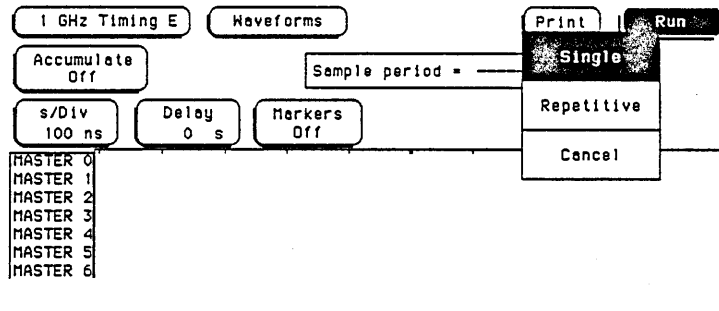 1 GHz Timing E Waveforms Print Run
Accumulate
Off
Sample period =
Single
Repetitive
Cancel
s/Div
100 ns
Delay
0 s
Markers
Off
MASTER 0
MASTER 1
MASTER 2
MASTER 3
MASTER 4
MASTER 5
MASTER 6